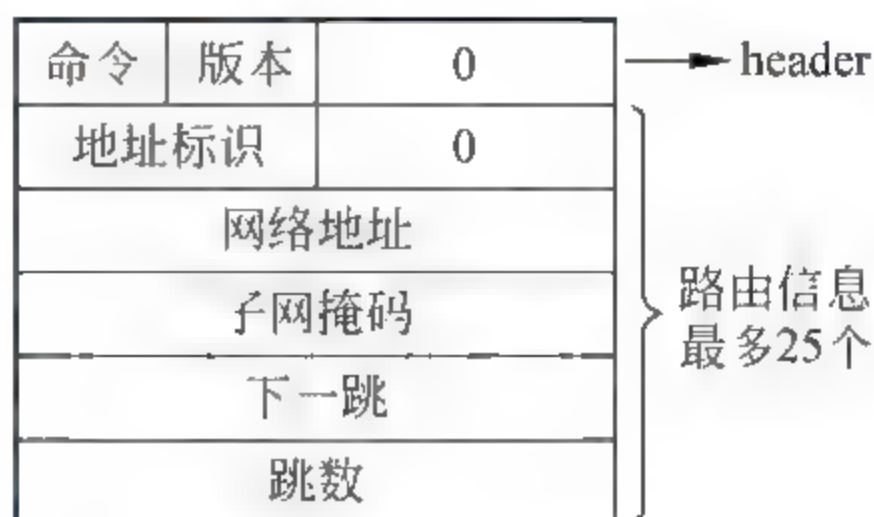 命令 版本 0 header
地址标识 0
网络地址
子网掩码
下一跳
跳数
路由信息
最多25个